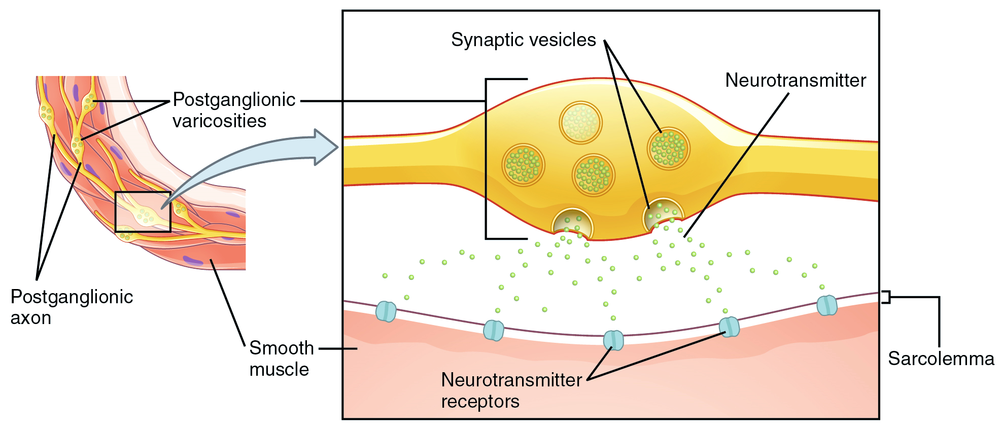 Synaptic vesicles
Neurotransmitter
Postganglionic
varicosities
Postganglionic
axon
Smooth
muscle
Neurotransmitter
receptors
Sarcolemma